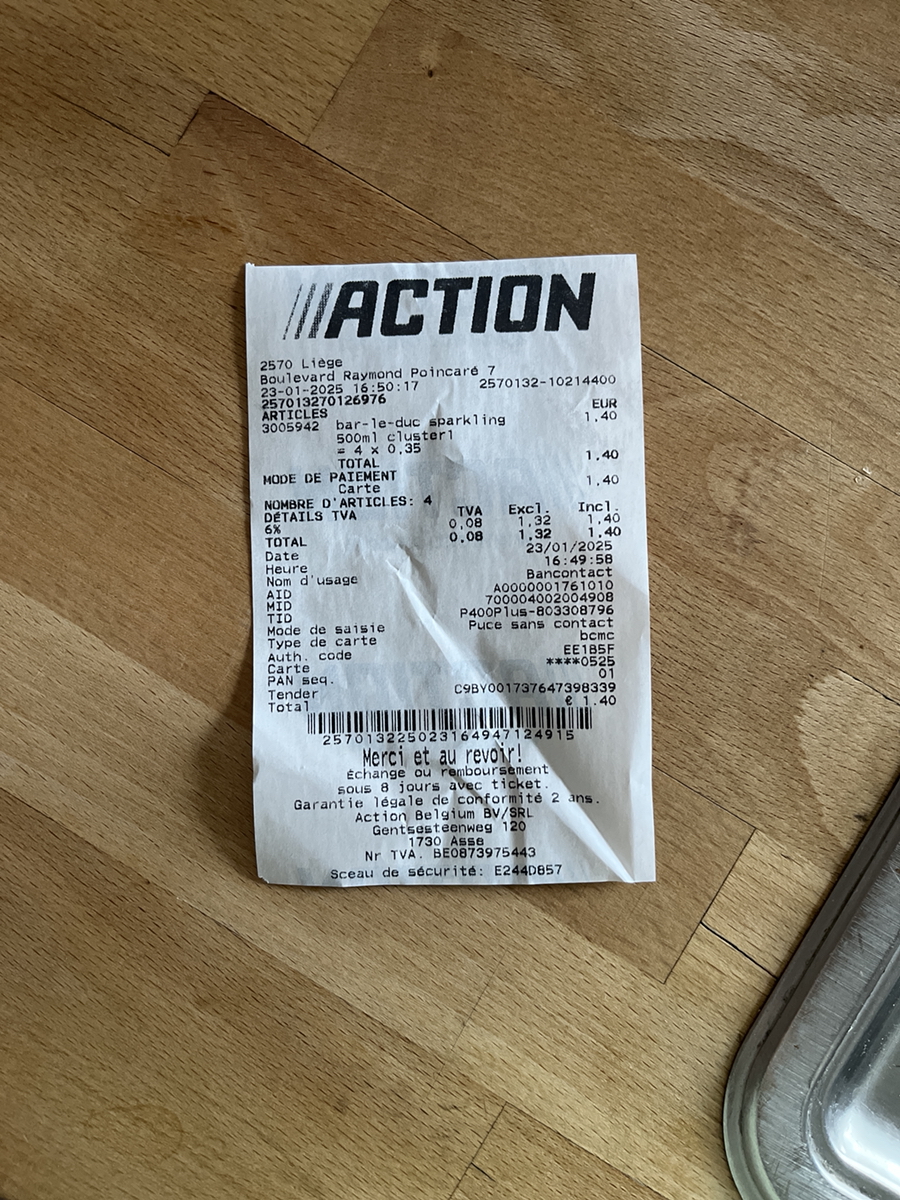 ACTION
2570 Liège
Boulevard Raymond Poincaré 7
23-01-2025 16:50:17 2570132-10214400
257013270126976
ARTICLES EUR
3005942 bar-le-duc sparkling 1,40
500ml cluster1
= 4 x 0,35
TOTAL 1,40
MODE DE PAIEMENT
Carte 1,40
NOMBRE D'ARTICLES: 4
DÉTAILS TVA TVA Excl. Incl.
6% 0,08 1,32 1,40
TOTAL 0,08 1,32 1,40
Date 23/01/2025
Heure 16:49:58
Nom d'usage Bancontact
AID A0000001761010
MID 700004002004908
TID P400Plus-803308796
Mode de saisie Puce sans contact
Type de carte bcmc
Auth. code EE1B5F
Carte ****0525
PAN seq. 01
Tender C9BY001737647398339
Total € 1.40
257013225023164947124915
Merci et au revoir!
Échange ou remboursement
sous 8 jours avec ticket.
Garantie légale de conformité 2 ans.
Action Belgium BV/SRL
Gentsesteenweg 120
1730 Asse
Nr TVA. BE0873975443
Sceau de sécurité: E244D857